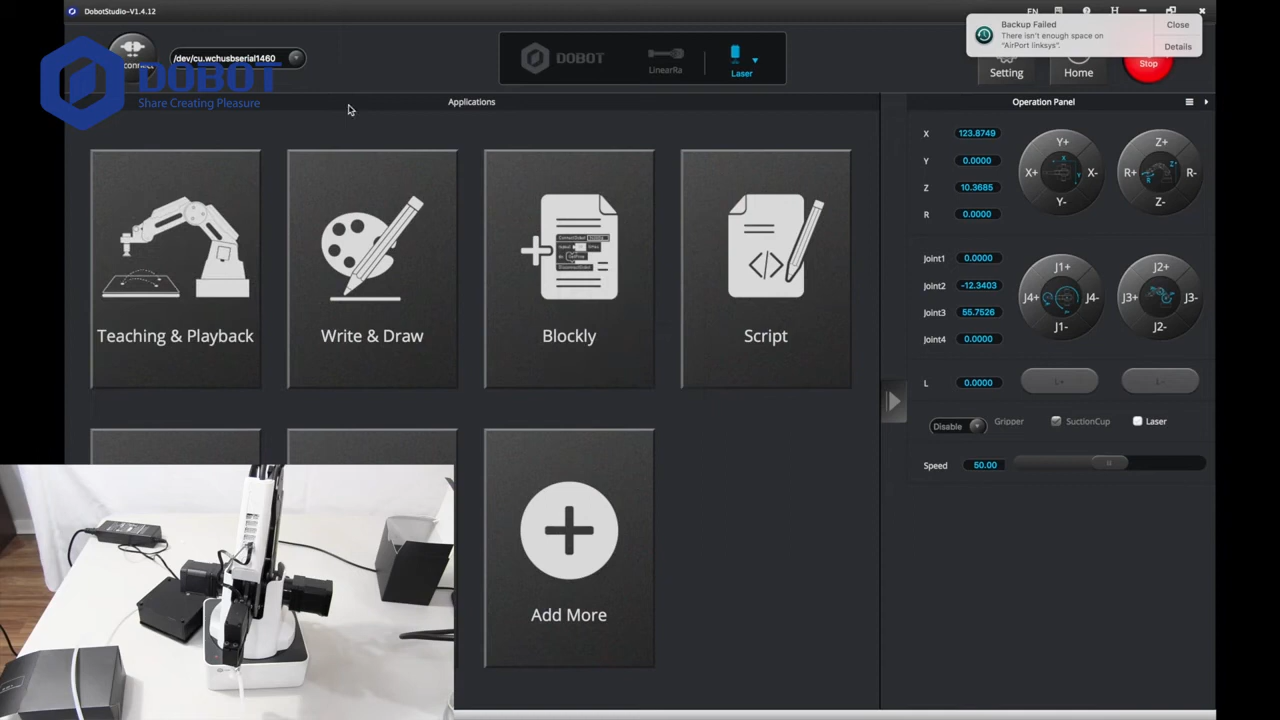 DobotStudio-V1.4.12
EN
Backup Failed
There isn't enough space on
"AirPort linksys".
Close
Details
/dev/cu.wchusbserial1460
DOBOT
Share Creating Pleasure
DOBOT
LinearRa
Laser
Setting
Home
Stop
Applications
Operation Panel
Teaching & Playback
Write & Draw
Blockly
Script
Add More
X 123.8749
Y 0.0000
Z 10.3685
R 0.0000
Y+
X+ X-
Y-
Z+
R+ R-
Z-
Joint1 0.0000
Joint2 -12.3403
Joint3 55.7526
Joint4 0.0000
J1+
J4+ J4-
J1-
J2+
J3+ J3-
J2-
L 0.0000
L+ L-
Disable Gripper SuctionCup Laser
Speed 50.00